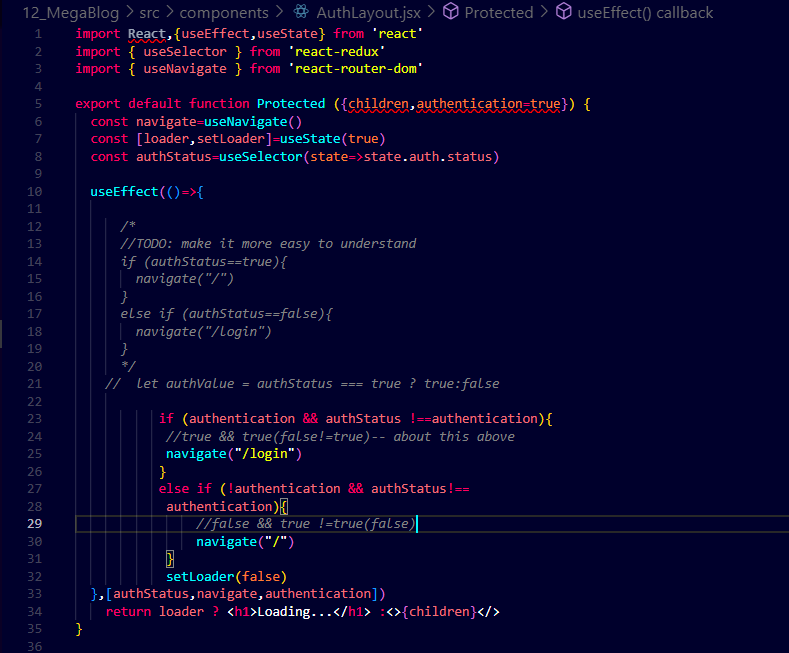 12_MegaBlog > src > components > AuthLayout.jsx > Protected > useEffect() callback
1 import React,{useEffect,useState} from 'react'
2 import { useSelector } from 'react-redux'
3 import { useNavigate } from 'react-router-dom'
4
5 export default function Protected ({children,authentication=true}) {
6 const navigate=useNavigate()
7 const [loader,setLoader]=useState(true)
8 const authStatus=useSelector(state=>state.auth.status)
9
10 useEffect(()=>{
11
12 /*
13 //TODO: make it more easy to understand
14 if (authStatus==true){
15 navigate("/")
16 }
17 else if (authStatus==false){
18 navigate("/login")
19 }
20 */
21 // let authValue = authStatus === true ? true:false
22
23 if (authentication && authStatus !==authentication){
24 //true && true(false!=true)-- about this above
25 navigate("/login")
26 }
27 else if (!authentication && authStatus!==
28 authentication){
29 //false && true !=true(false)
30 navigate("/")
31 }
32 setLoader(false)
33 },[authStatus,navigate,authentication])
34 return loader ? <h1>Loading...</h1> :<>{children}</>
35 }
36